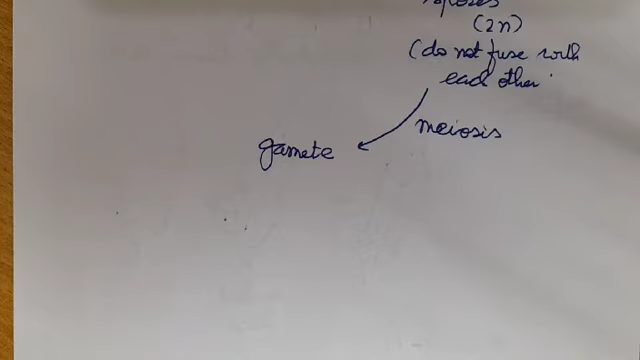 (2n)
(do not fuse with
each other
meiosis
gamete